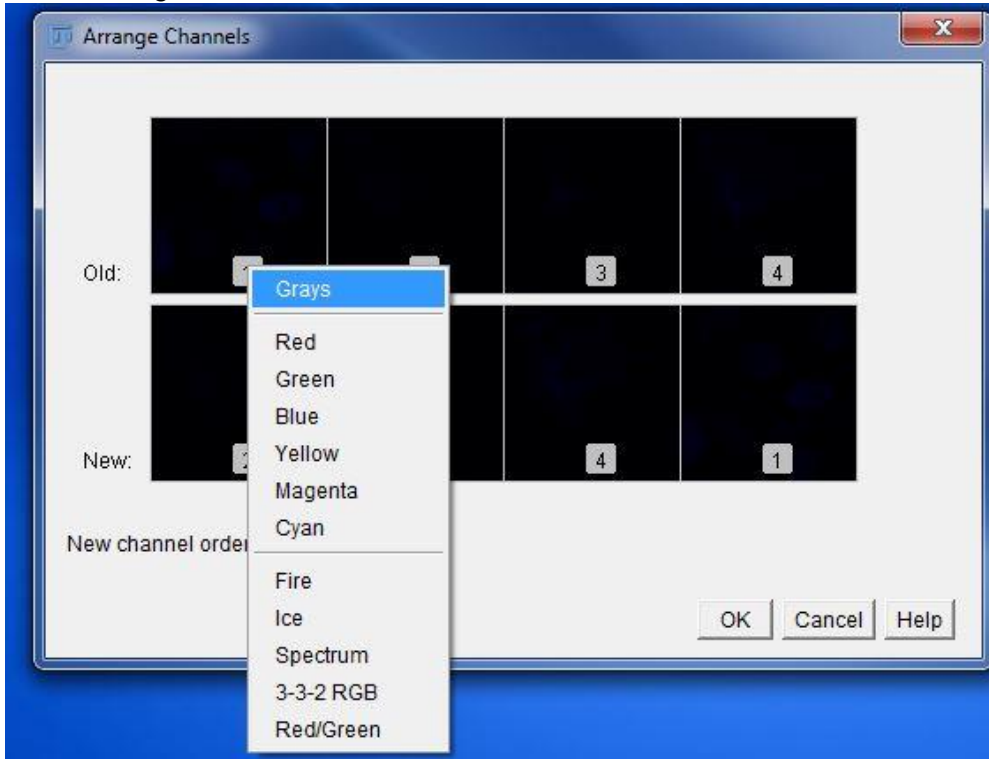 Arrange Channels
Old: 3 4
Grays
Red
Green
Blue
Yellow
Magenta
Cyan
Fire
Ice
Spectrum
3-3-2 RGB
Red/Green
New: 4 1
New channel order
OK Cancel Help